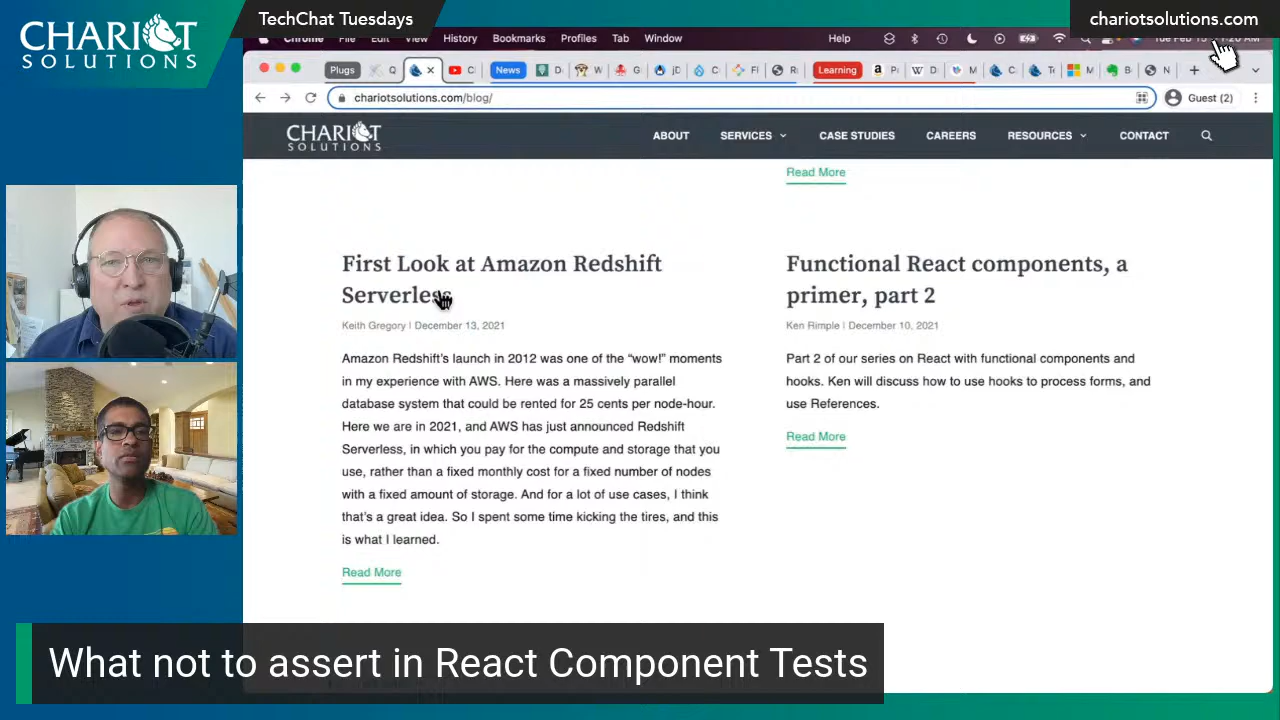 CHARIOT
SOLUTIONS
TechChat Tuesdays
chariotsolutions.com
Chrome File Edit View History Bookmarks Profiles Tab Window Help
Plugs
News
Learning
chariotsolutions.com/blog/
Guest (2)
CHARIOT
SOLUTIONS
ABOUT SERVICES CASE STUDIES CAREERS RESOURCES CONTACT
Read More
First Look at Amazon Redshift
Serverless
Keith Gregory | December 13, 2021
Amazon Redshift’s launch in 2012 was one of the “wow!” moments
in my experience with AWS. Here was a massively parallel
database system that could be rented for 25 cents per node-hour.
Here we are in 2021, and AWS has just announced Redshift
Serverless, in which you pay for the compute and storage that you
use, rather than a fixed monthly cost for a fixed number of nodes
with a fixed amount of storage. And for a lot of use cases, I think
that’s a great idea. So I spent some time kicking the tires, and this
is what I learned.
Read More
Functional React components, a
primer, part 2
Ken Rimple | December 10, 2021
Part 2 of our series on React with functional components and
hooks. Ken will discuss how to use hooks to process forms, and
use References.
Read More
What not to assert in React Component Tests